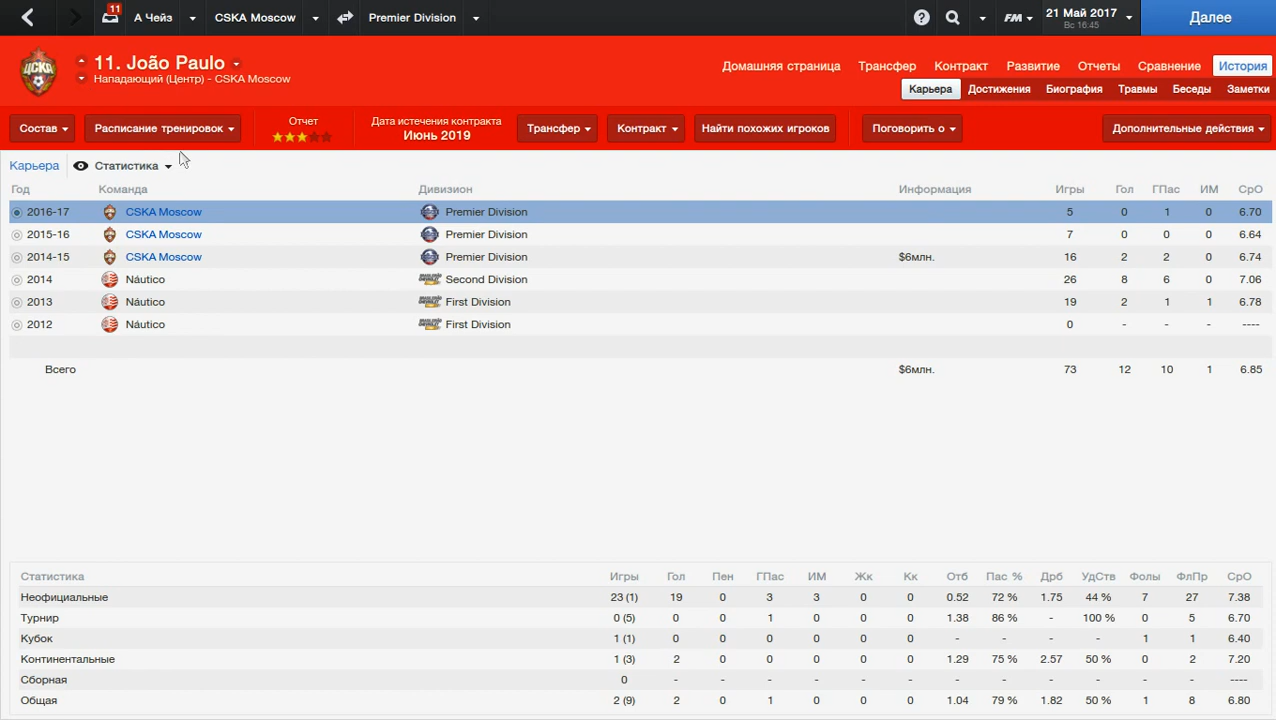 11
А Чейз
CSKA Moscow
Premier Division
FM
21 Май 2017
Вс 16:45
Далее
11. João Paulo
Нападающий (Центр) - CSKA Moscow
Домашняя страница Трансфер Контракт Развитие Отчеты Сравнение История
Карьера Достижения Биография Травмы Беседы Заметки
Состав
Расписание тренировок
Отчет
Дата истечения контракта
Июнь 2019
Трансфер
Контракт
Найти похожих игроков
Поговорить о
Дополнительные действия
Карьера Статистика
Год Команда Дивизион Информация Игры Гол ГПас ИМ СрО
2016-17 CSKA Moscow Premier Division 5 0 1 0 6.70
2015-16 CSKA Moscow Premier Division 7 0 0 0 6.64
2014-15 CSKA Moscow Premier Division $6млн. 16 2 2 0 6.74
2014 Náutico Second Division 26 8 6 0 7.06
2013 Náutico First Division 19 2 1 1 6.78
2012 Náutico First Division 0 - - - ----
Всего $6млн. 73 12 10 1 6.85
Статистика Игры Гол Пен ГПас ИМ Жк Кк Отб Пас % Дрб УдСтв Фолы ФлПр СрО
Неофициальные 23 (1) 19 0 3 3 0 0 0.52 72 % 1.75 44 % 7 27 7.38
Турнир 0 (5) 0 0 1 0 0 0 1.38 86 % - 100 % 0 5 6.70
Кубок 1 (1) 0 0 0 0 0 0 - - - - 1 1 6.40
Континентальные 1 (3) 2 0 0 0 0 0 1.29 75 % 2.57 50 % 0 2 7.20
Сборная 0 - - - - - - - - - - - - ----
Общая 2 (9) 2 0 1 0 0 0 1.04 79 % 1.82 50 % 1 8 6.80